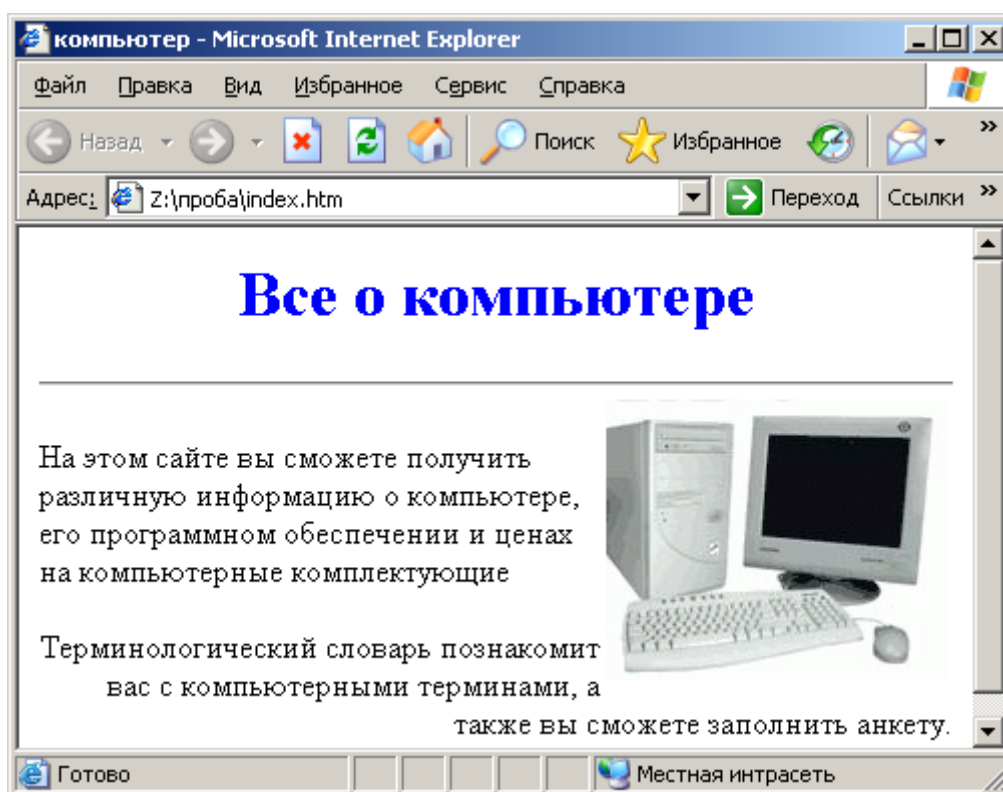 компьютер - Microsoft Internet Explorer
Файл Правка Вид Избранное Сервис Справка
Назад Поиск Избранное »
Адрес: Z:\проба\index.htm Переход Ссылки »
Все о компьютере
На этом сайте вы сможете получить
различную информацию о компьютере,
его программном обеспечении и ценах
на компьютерные комплектующие
Терминологический словарь познакомит
вас с компьютерными терминами, а
также вы сможете заполнить анкету.
Готово Местная интрасеть